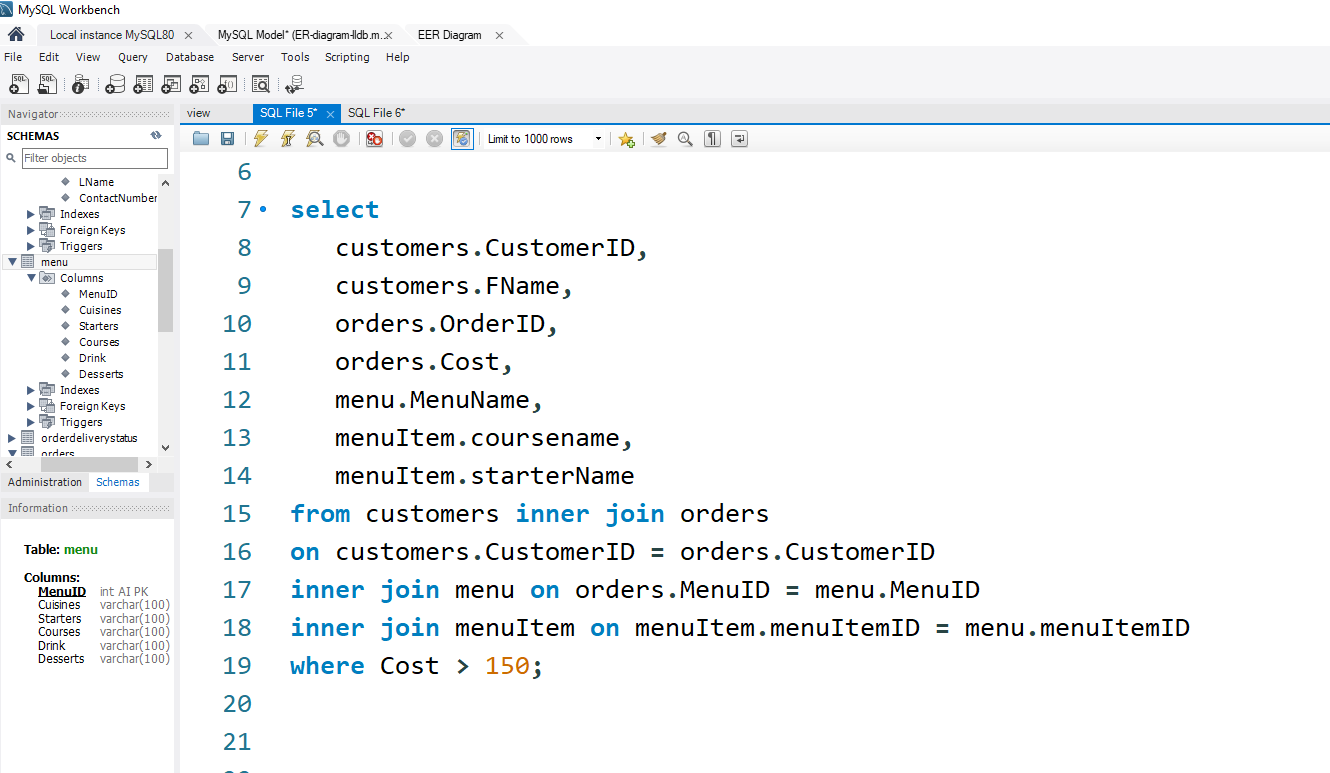 MySQL Workbench
Local instance MySQL80 × MySQL Model* (ER-diagram-lldb.m... × EER Diagram ×
File Edit View Query Database Server Tools Scripting Help
Navigator view SQL File 5* × SQL File 6*
SCHEMAS
Limit to 1000 rows
Filter objects
LName
ContactNumber
Indexes
Foreign Keys
Triggers
menu
Columns
MenuID
Cuisines
Starters
Courses
Drink
Desserts
Indexes
Foreign Keys
Triggers
orderdeliverystatus
orders
Administration Schemas
Information
Table: menu
Columns:
MenuID int AI PK
Cuisines varchar(100)
Starters varchar(100)
Courses varchar(100)
Drink varchar(100)
Desserts varchar(100)
6
7 select
8 customers.CustomerID,
9 customers.FName,
10 orders.OrderID,
11 orders.Cost,
12 menu.MenuName,
13 menuItem.coursename,
14 menuItem.starterName
15 from customers inner join orders
16 on customers.CustomerID = orders.CustomerID
17 inner join menu on orders.MenuID = menu.MenuID
18 inner join menuItem on menuItem.menuItemID = menu.menuItemID
19 where Cost > 150;
20
21